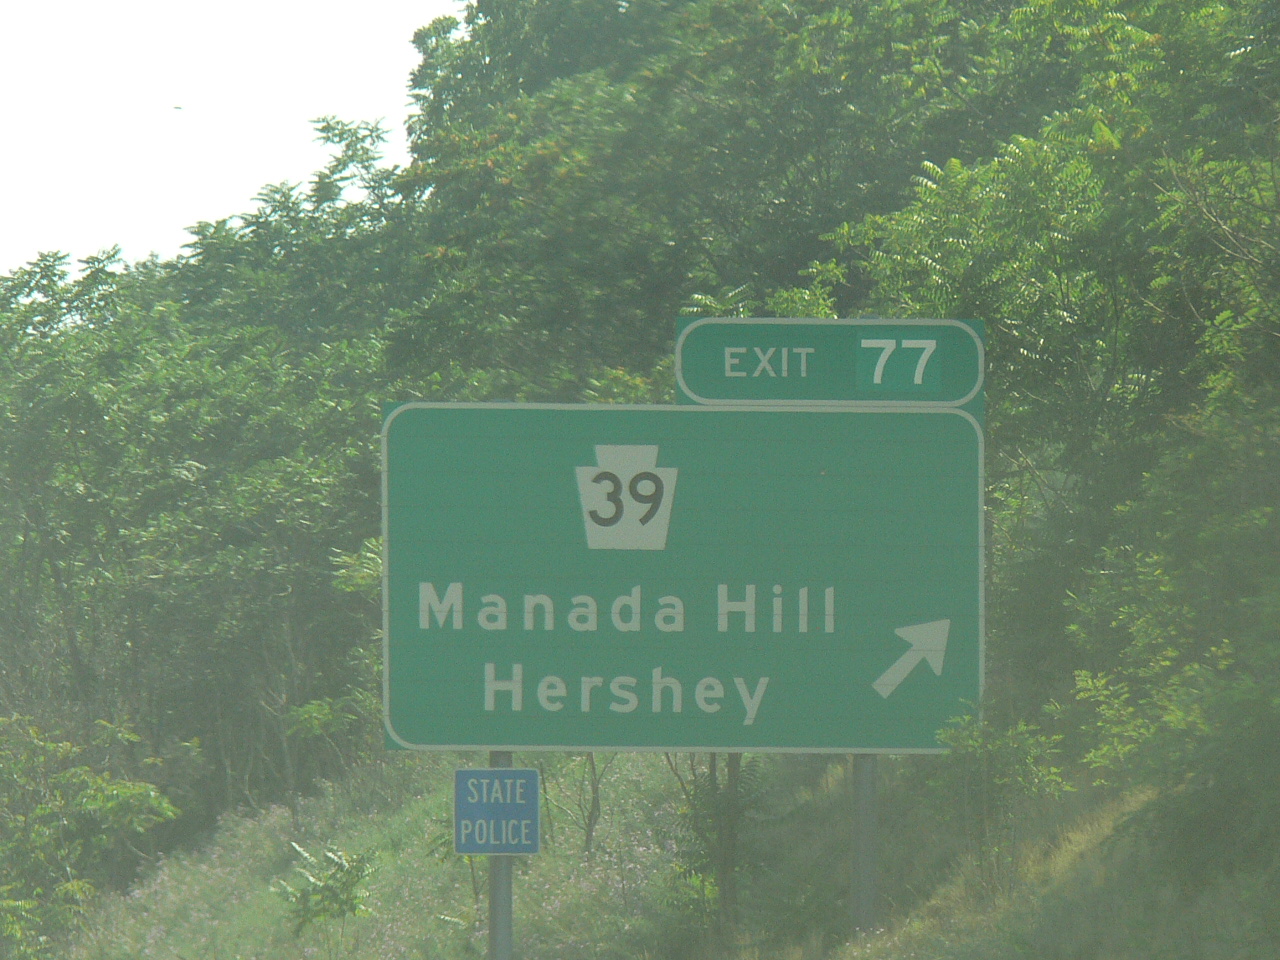 EXIT 77
39
Manada Hill
Hershey
STATE
POLICE